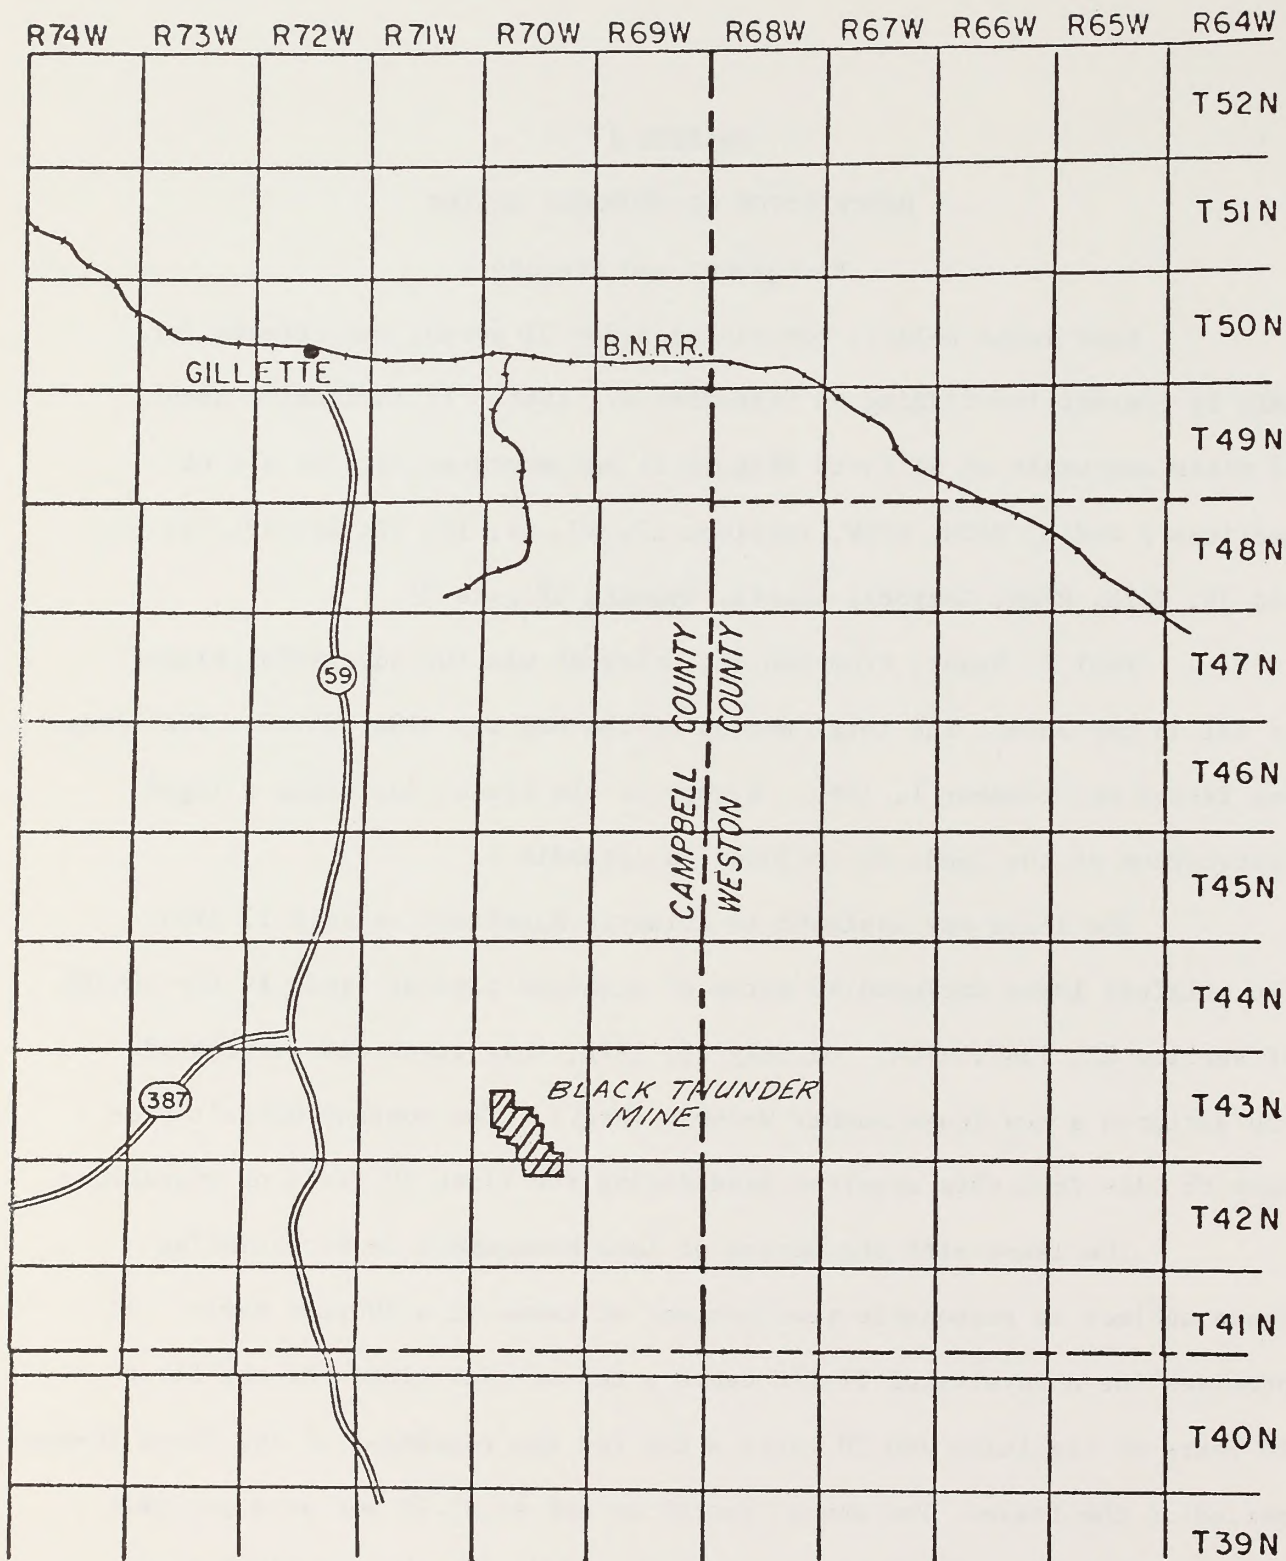 R74W R73W R72W R71W R70W R69W R68W R67W R66W R65W R64W
T52N
T51N
T50N
B.N.R.R.
GILLETTE
T49N
T48N
CAMPBELL COUNTY
WESTON COUNTY
T47N
59
T46N
T45N
T44N
387
BLACK THUNDER
MINE
T43N
T42N
T41N
T40N
T39N